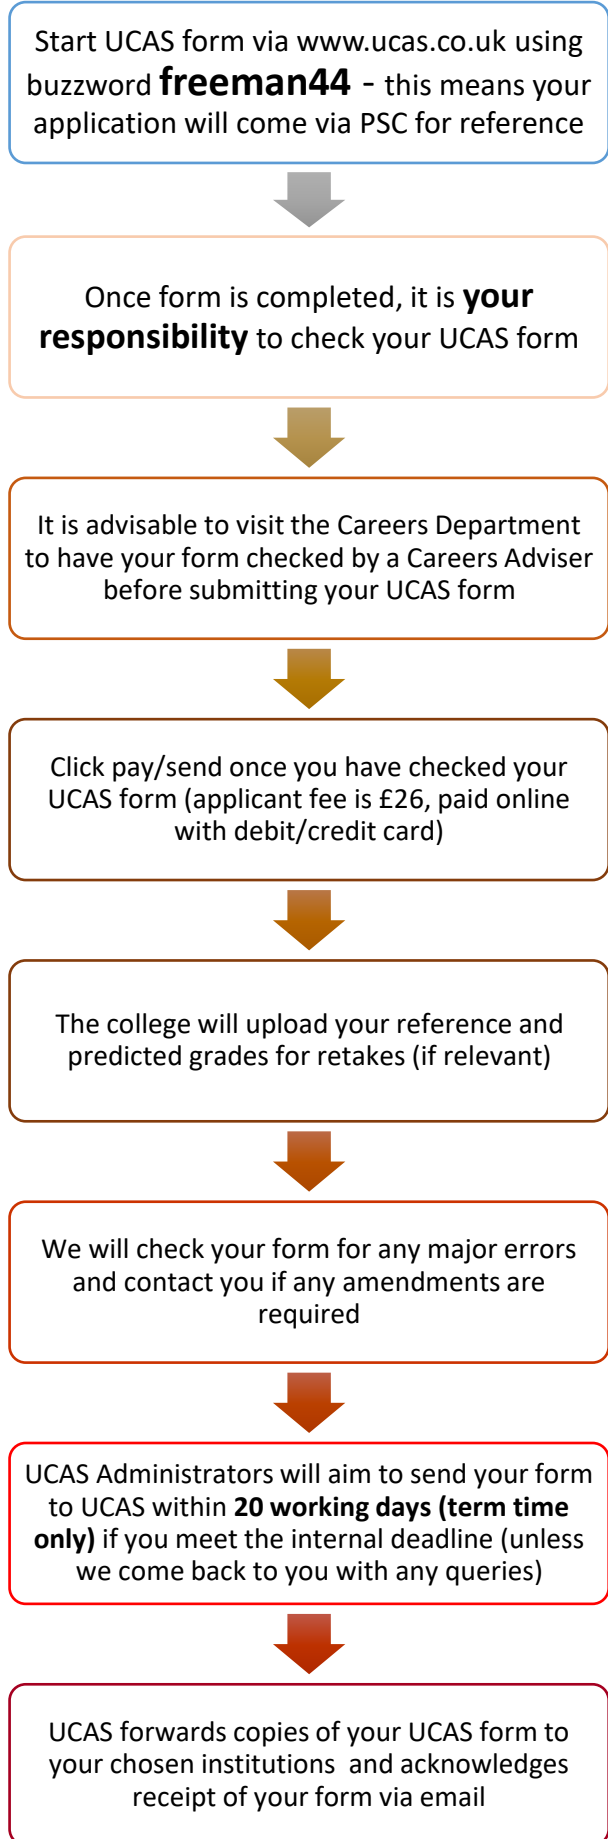 Start UCAS form via www.ucas.co.uk using
buzzword freeman44 - this means your
application will come via PSC for reference
Once form is completed, it is your
responsibility to check your UCAS form
It is advisable to visit the Careers Department
to have your form checked by a Careers Adviser
before submitting your UCAS form
Click pay/send once you have checked your
UCAS form (applicant fee is £26, paid online
with debit/credit card)
The college will upload your reference and
predicted grades for retakes (if relevant)
We will check your form for any major errors
and contact you if any amendments are
required
UCAS Administrators will aim to send your form
to UCAS within 20 working days (term time
only) if you meet the internal deadline (unless
we come back to you with any queries)
UCAS forwards copies of your UCAS form to
your chosen institutions and acknowledges
receipt of your form via email